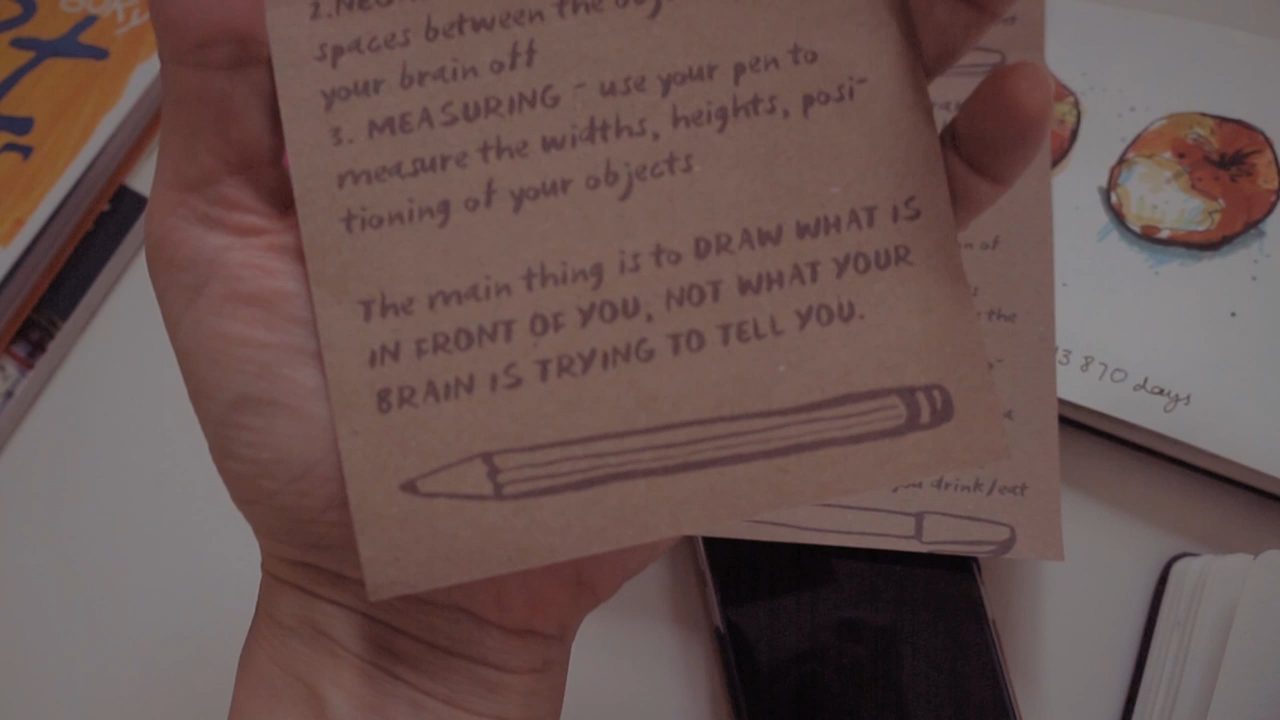 spaces between the
your brain off
3. MEASURING - use your pen to
measure the widths, heights, posi-
tioning of your objects
The main thing is to DRAW WHAT IS
IN FRONT OF YOU, NOT WHAT YOUR
BRAIN IS TRYING TO TELL YOU.
of
the
drink/eat
13 870 days